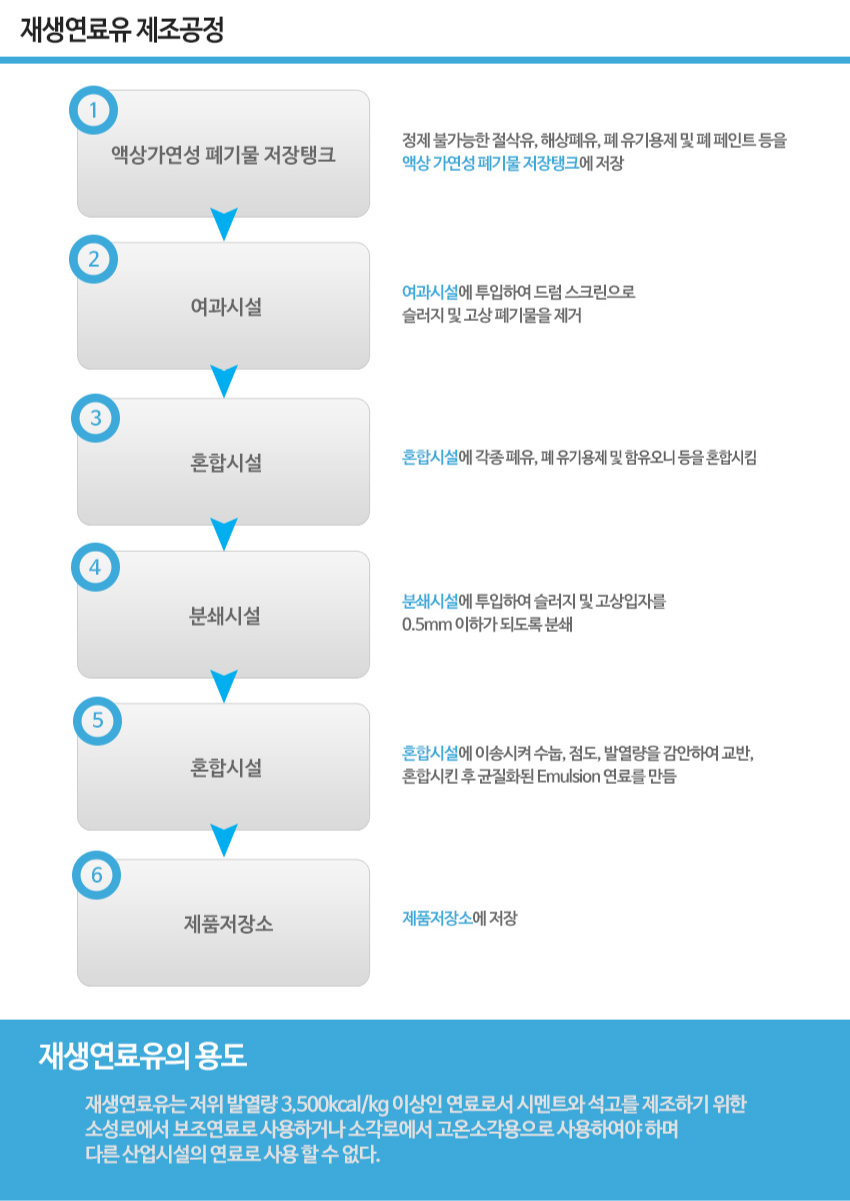 재생연료유 제조공정
1
액상가연성 폐기물 저장탱크
정제 불가능한 절삭유, 해상폐유, 폐 유기용제 및 폐 페인트 등을
액상 가연성 폐기물 저장탱크에 저장
2
여과시설
여과시설에 투입하여 드럼 스크린으로
슬러지 및 고상 폐기물을 제거
3
혼합시설
혼합시설에 각종 폐유, 폐 유기용제 및 함유오니 등을 혼합시킴
4
분쇄시설
분쇄시설에 투입하여 슬러지 및 고상입자를
0.5mm 이하가 되도록 분쇄
5
혼합시설
혼합시설에 이송시켜 수눕, 점도, 발열량을 감안하여 교반,
혼합시킨 후 균질화된 Emulsion 연료를 만듬
6
제품저장소
제품저장소에 저장
재생연료유의 용도
재생연료유는 저위 발열량 3,500kcal/kg 이상인 연료로서 시멘트와 석고를 제조하기 위한
소성로에서 보조연료로 사용하거나 소각로에서 고온소각용으로 사용하여야 하며
다른 산업시설의 연료로 사용 할 수 없다.